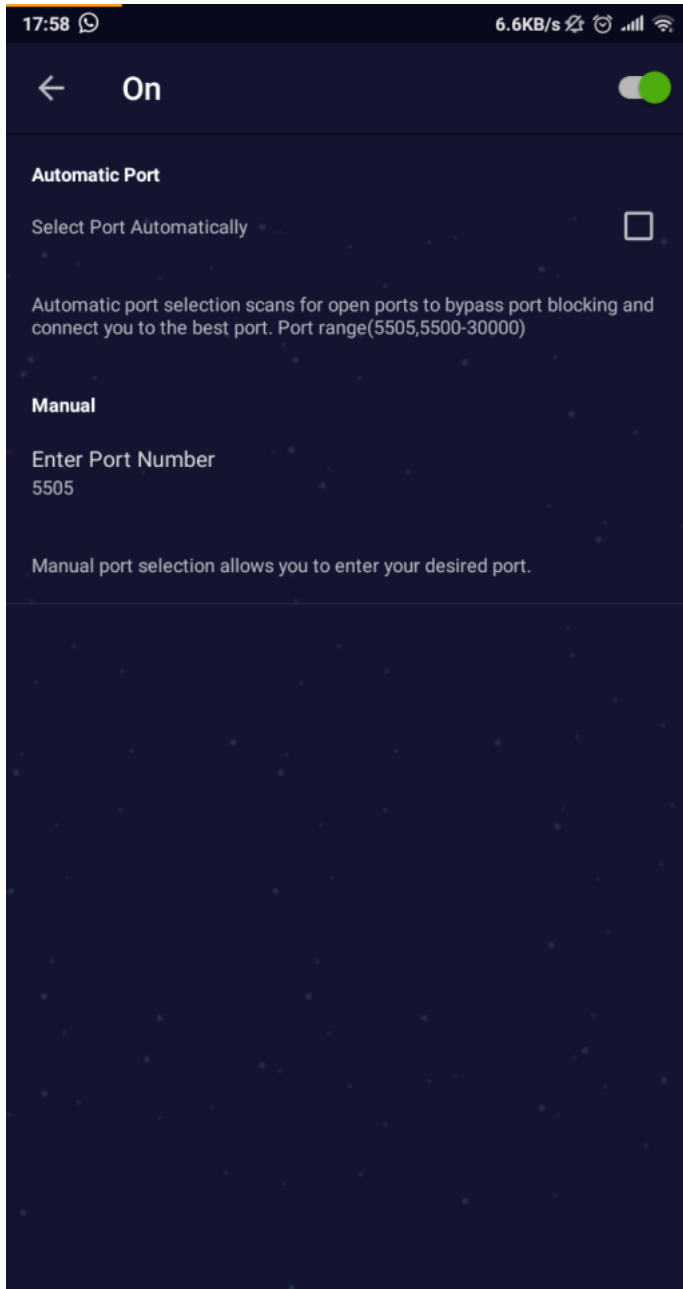 17:58 6.6KB/s
On
Automatic Port
Select Port Automatically
Automatic port selection scans for open ports to bypass port blocking and
connect you to the best port. Port range(5505,5500-30000)
Manual
Enter Port Number
5505
Manual port selection allows you to enter your desired port.